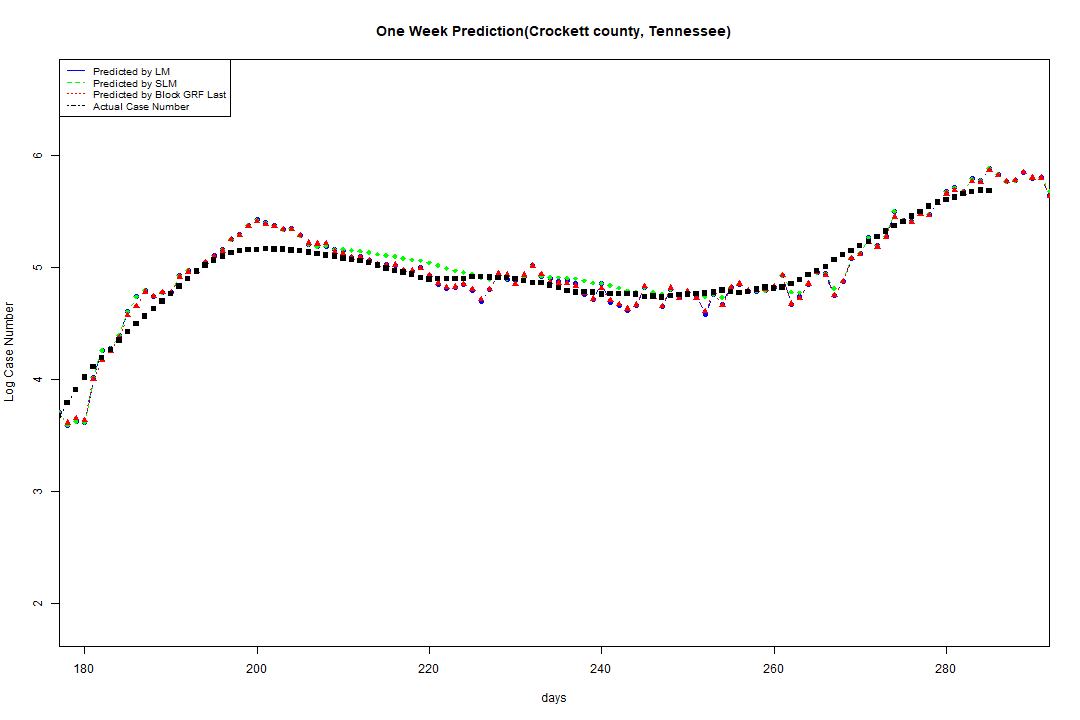 One Week Prediction(Crockett county, Tennessee)
Predicted by LM
Predicted by SLM
Predicted by Block GRF Last
Actual Case Number
6
5
4
3
2
Log Case Number
180 200 220 240 260 280
days